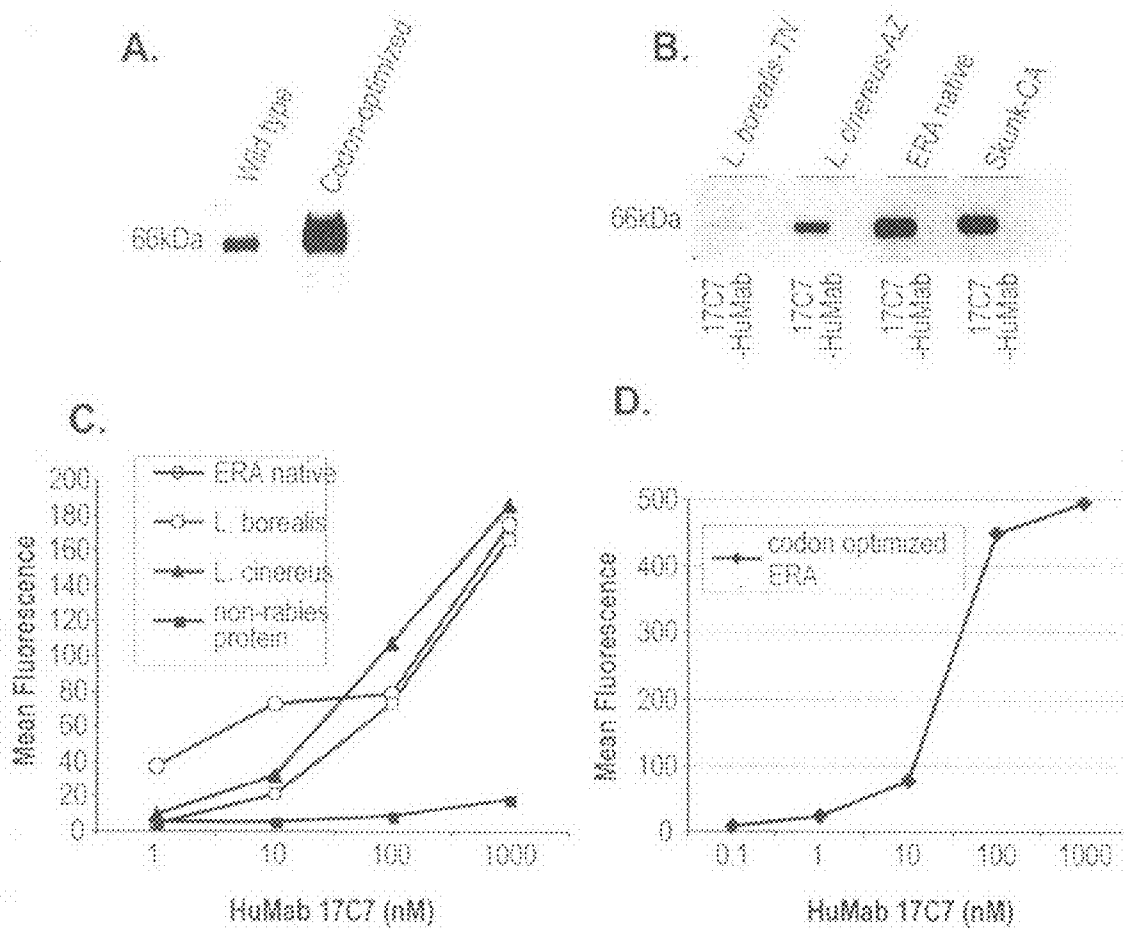 A.
Wild type
Codon-optimized
66kDa
B.
L. borealis-TN
L. cinereus-AZ
ERA native
Skunk-CA
66kDa
17C7
-HuMab
17C7
-HuMab
17C7
-HuMab
17C7
-HuMab
C.
Mean Fluorescence
200
180
160
140
120
100
80
60
40
20
0
ERA native
L. borealis
L. cinereus
non-rabies
protein
1
10
100
1000
HuMab 17C7 (nM)
D.
Mean Fluorescence
500
400
300
200
100
0
codon optimized
ERA
0.1
1
10
100
1000
HuMab 17C7 (nM)